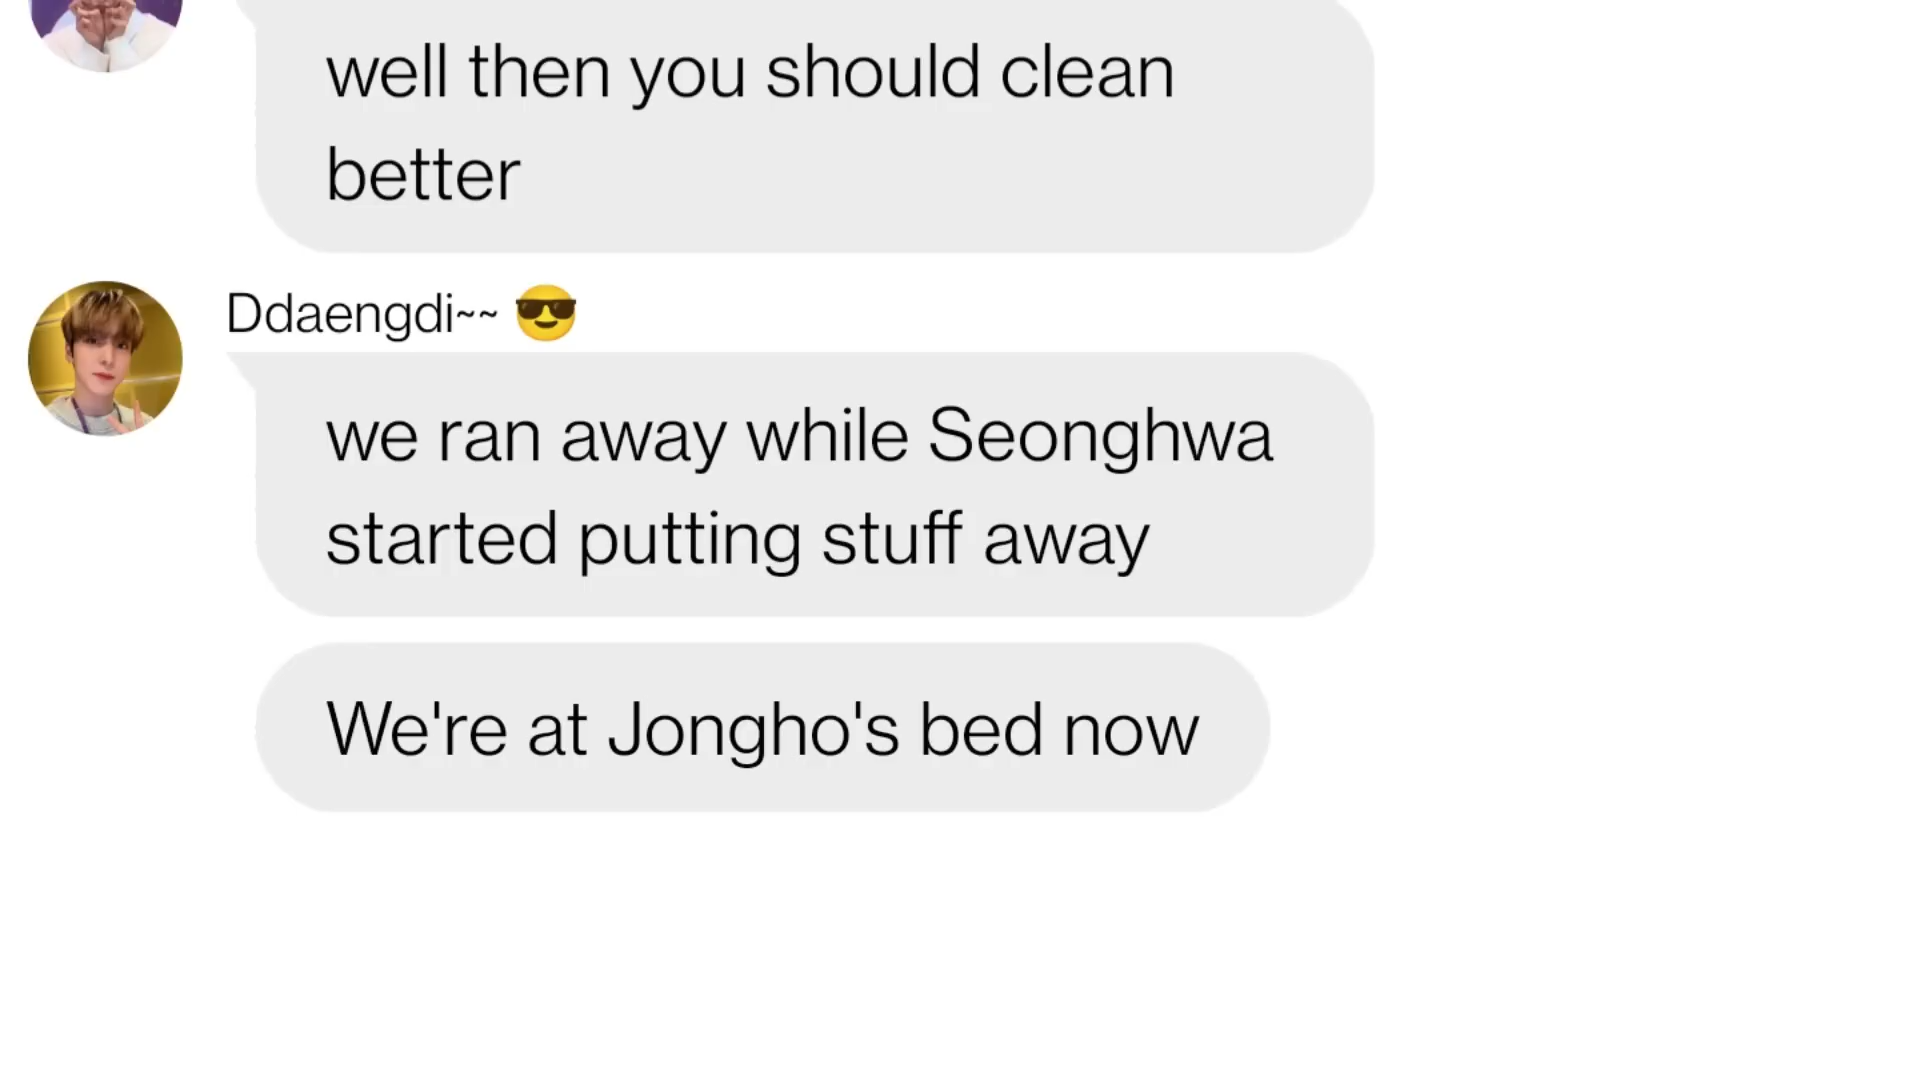 well then you should clean
better
Ddaengdi~~ 😎
we ran away while Seonghwa
started putting stuff away
We're at Jongho's bed now